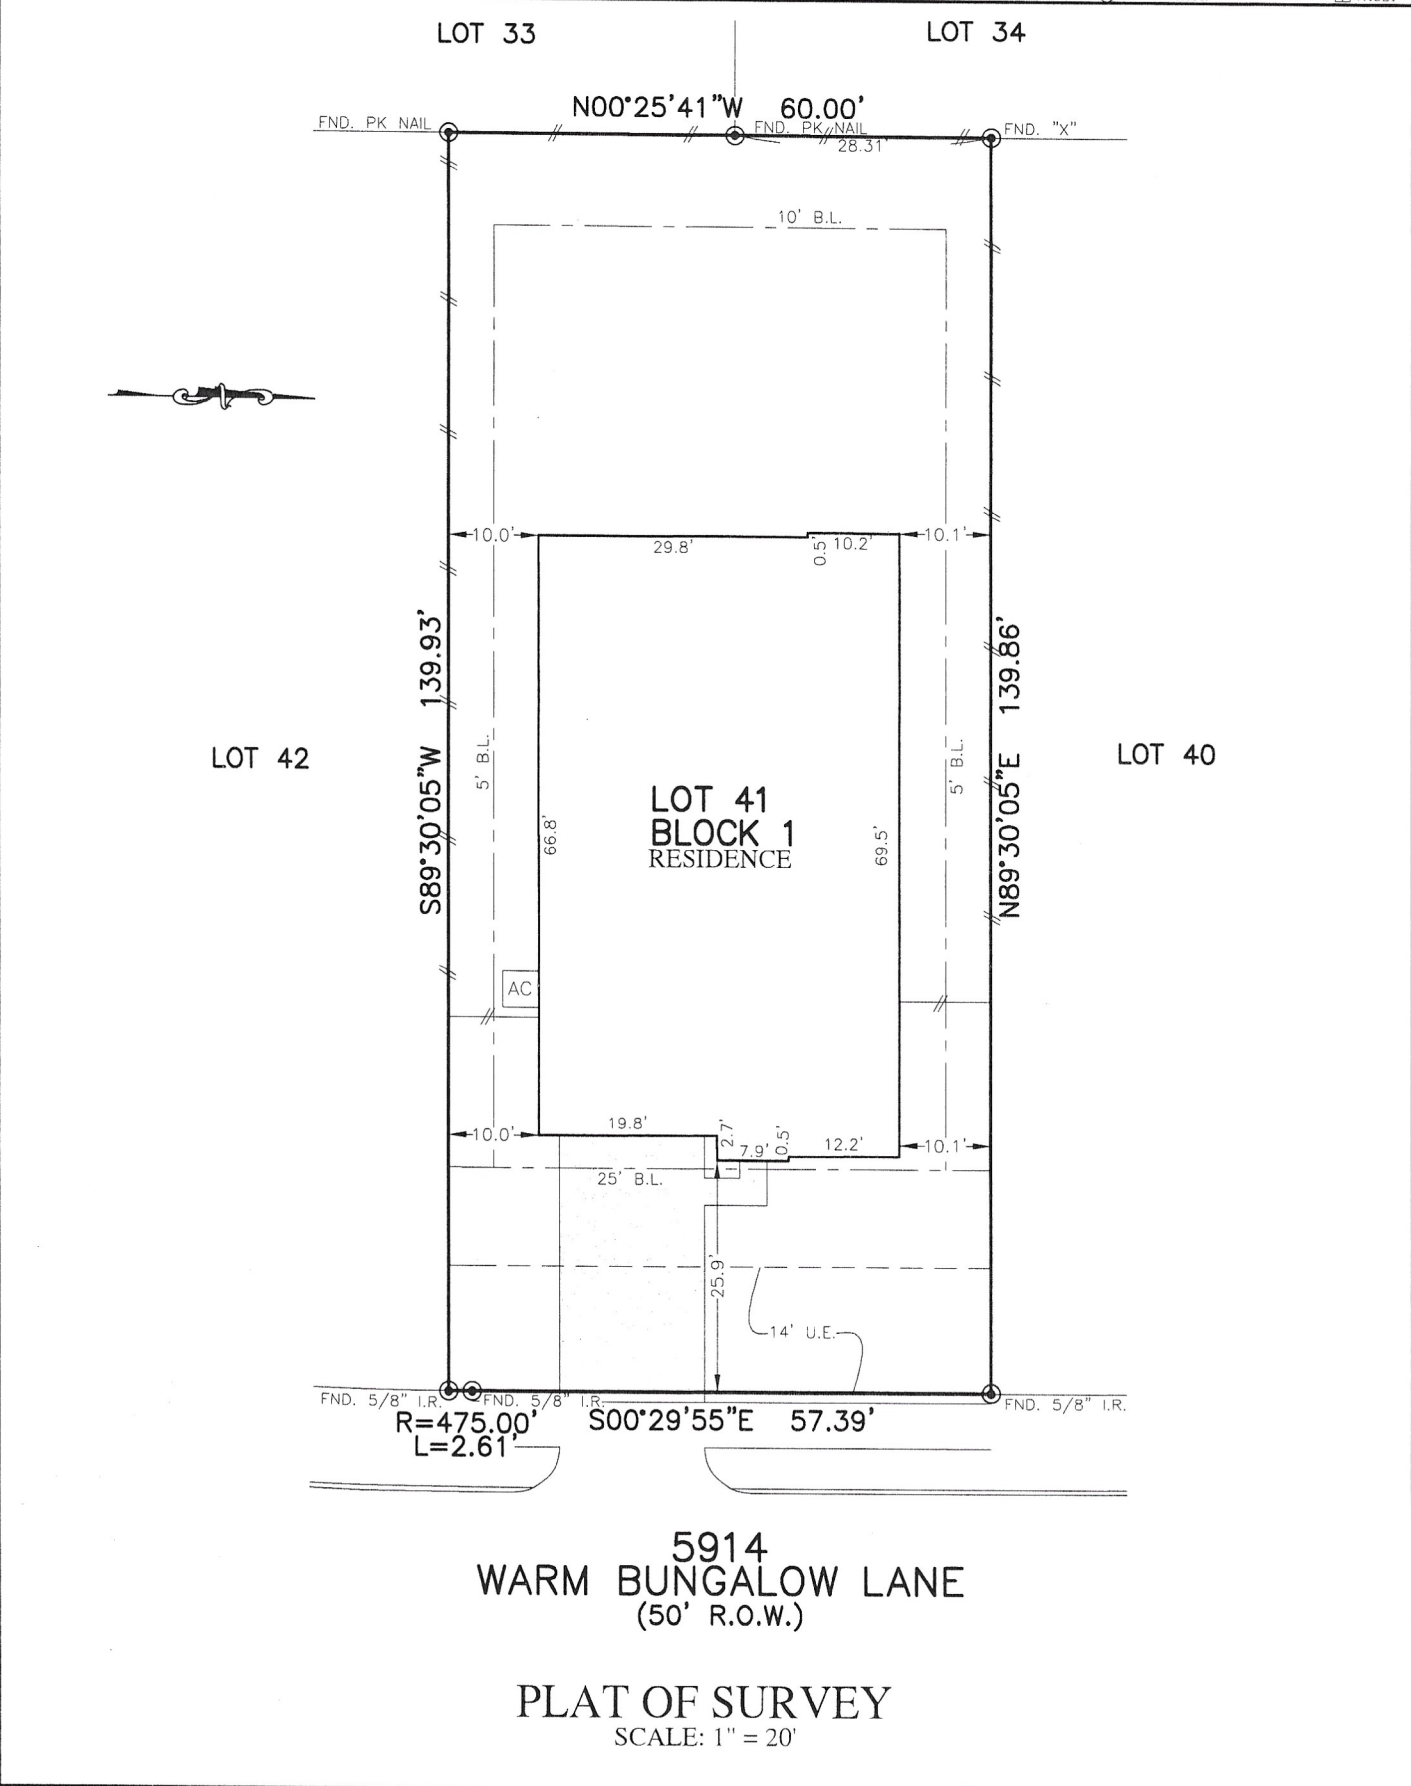 LOT 33
LOT 34
N00°25'41"W 60.00'
FND. PK NAIL
FND. PK NAIL
FND. "X"
28.31'
10' B.L.
10.0'
29.8'
0.5'
10.2'
10.1'
S89°30'05"W 139.93'
N89°30'05"E 139.86'
LOT 42
5' B.L.
5' B.L.
LOT 40
66.8'
69.5'
LOT 41
BLOCK 1
RESIDENCE
AC
10.0'
19.8'
2.7'
7.9'
0.5'
12.2'
10.1'
25' B.L.
25.9'
14' U.E.
FND. 5/8" I.R.
FND. 5/8" I.R.
FND. 5/8" I.R.
R=475.00'
L=2.61'
S00°29'55"E 57.39'
5914
WARM BUNGALOW LANE
(50' R.O.W.)
PLAT OF SURVEY
SCALE: 1" = 20'